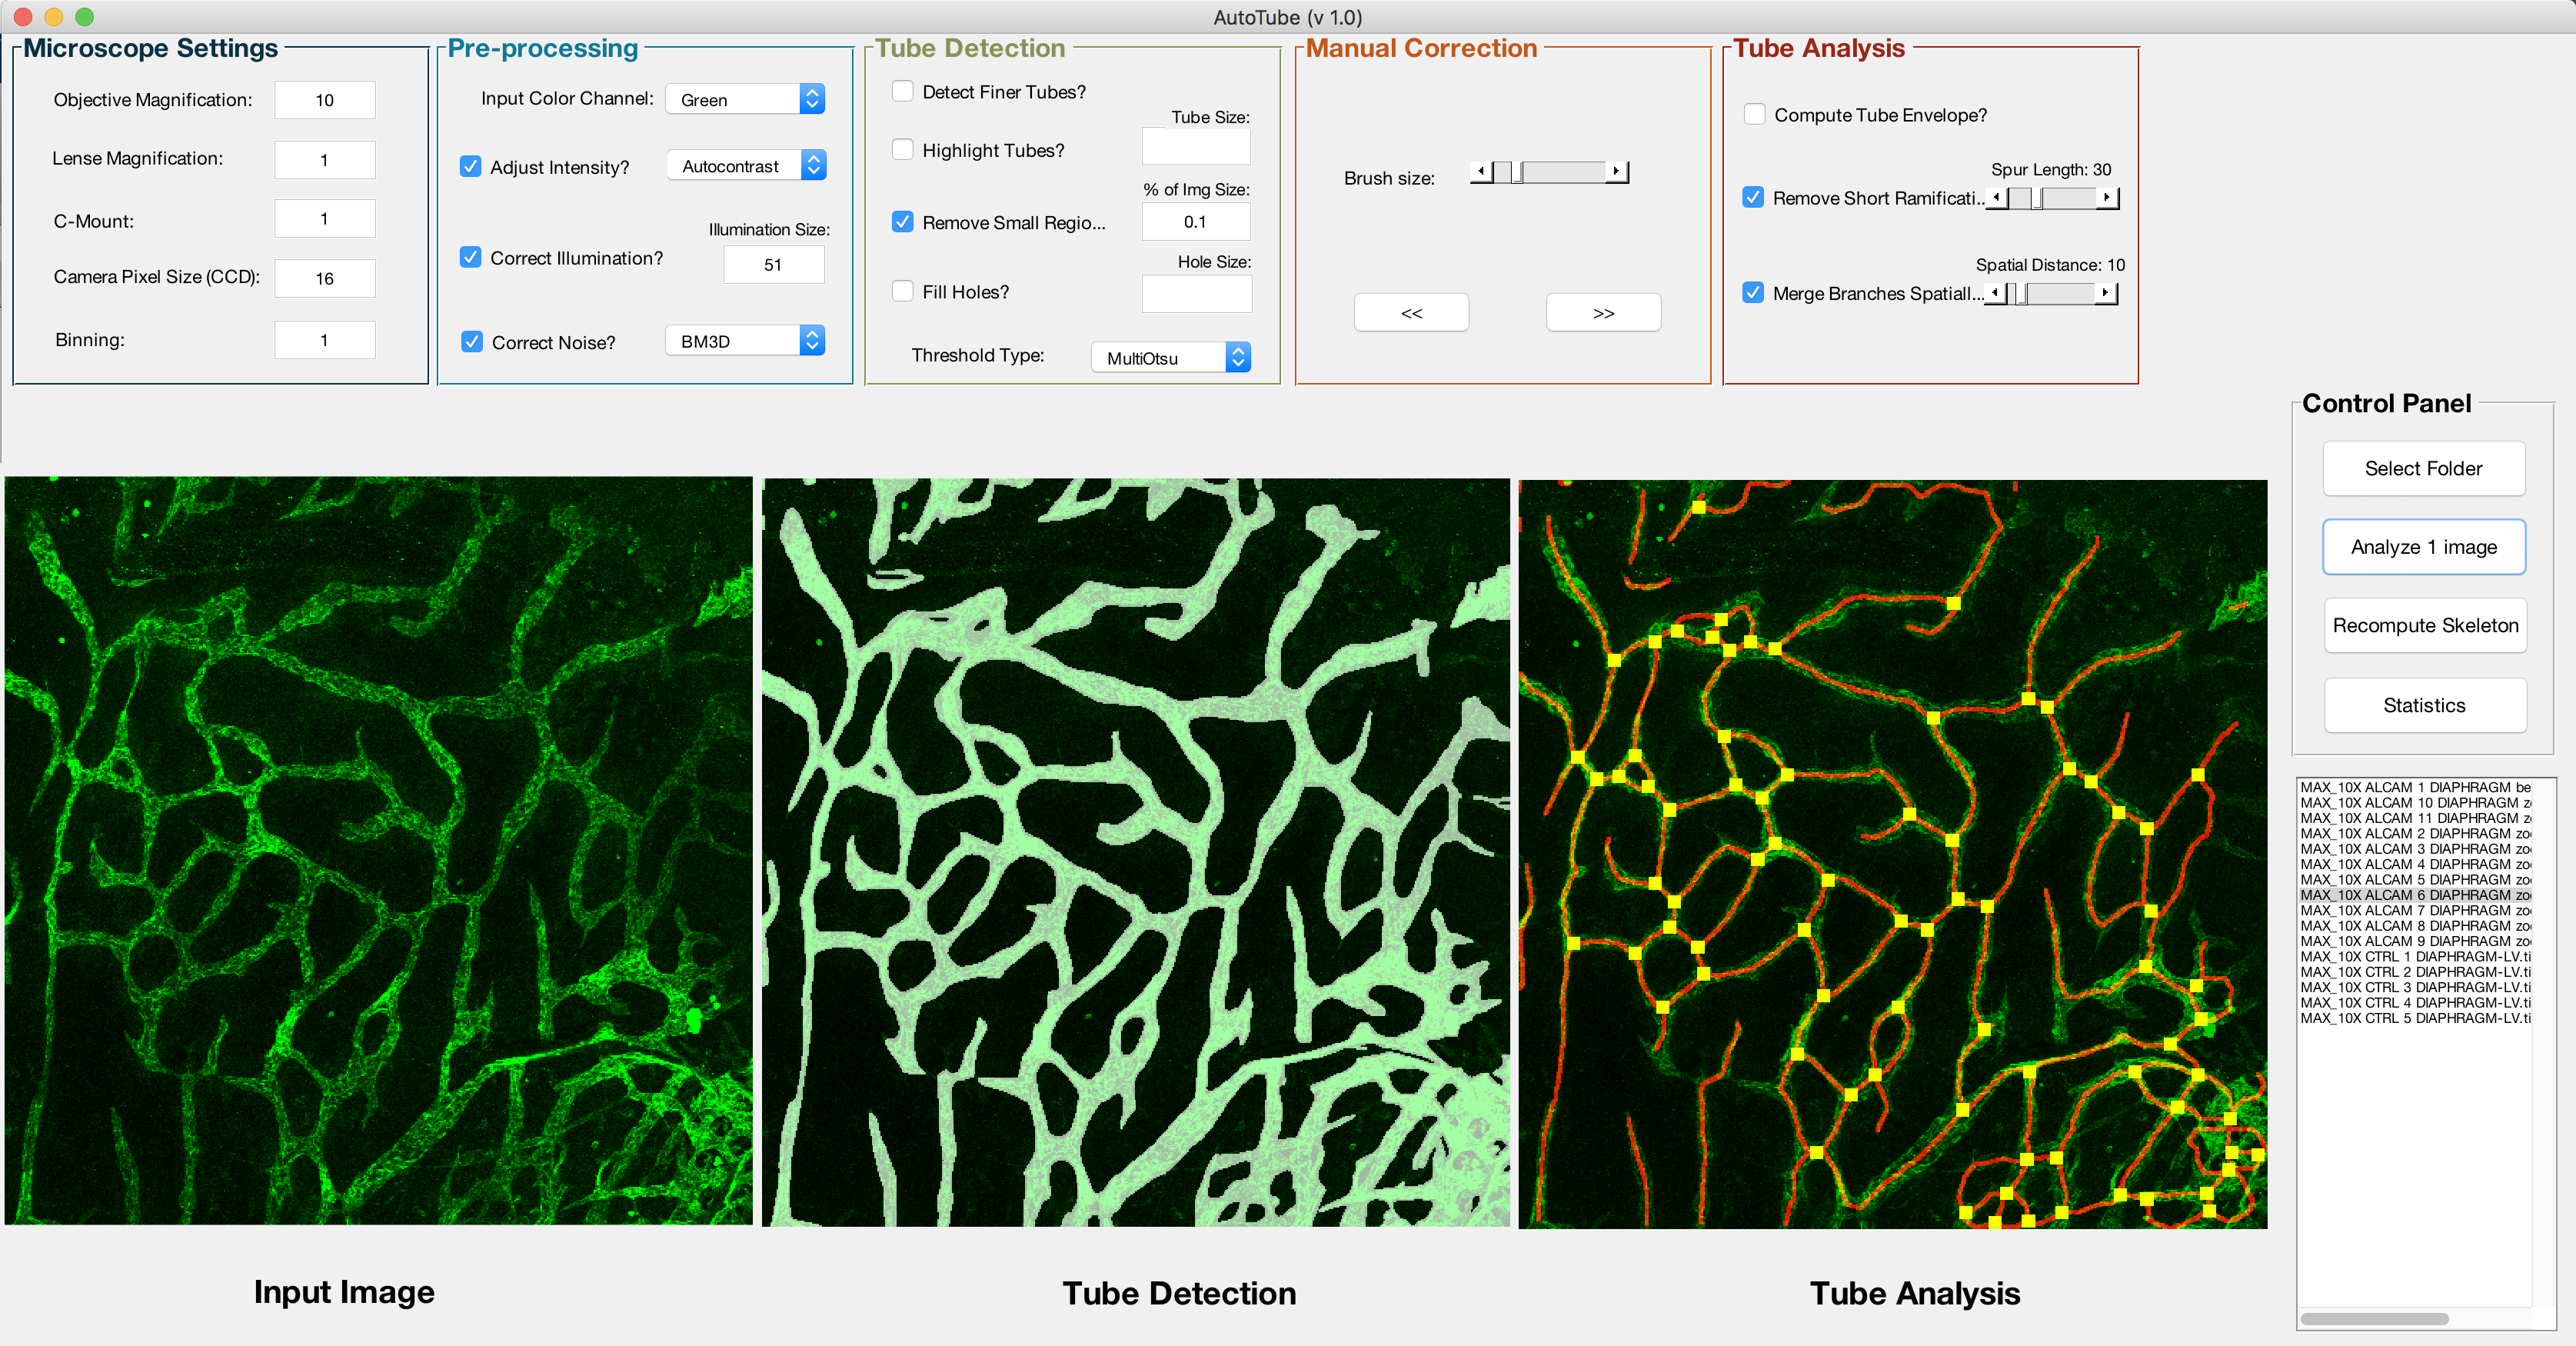 AutoTube (v 1.0)
Microscope Settings
Objective Magnification: 10
Lense Magnification: 1
C-Mount: 1
Camera Pixel Size (CCD): 16
Binning: 1
Pre-processing
Input Color Channel: Green
Adjust Intensity? Autocontrast
Illumination Size:
Correct Illumination? 51
Correct Noise? BM3D
Tube Detection
Detect Finer Tubes?
Tube Size:
Highlight Tubes?
% of Img Size:
Remove Small Regio... 0.1
Hole Size:
Fill Holes?
Threshold Type: MultiOtsu
Manual Correction
Brush size:
<< >>
Tube Analysis
Compute Tube Envelope?
Spur Length: 30
Remove Short Ramificati...
Spatial Distance: 10
Merge Branches Spatiall...
Control Panel
Select Folder
Analyze 1 image
Recompute Skeleton
Statistics
MAX_10X ALCAM 1 DIAPHRAGM be
MAX_10X ALCAM 10 DIAPHRAGM z
MAX_10X ALCAM 11 DIAPHRAGM z
MAX_10X ALCAM 2 DIAPHRAGM zo
MAX_10X ALCAM 3 DIAPHRAGM zo
MAX_10X ALCAM 4 DIAPHRAGM zo
MAX_10X ALCAM 5 DIAPHRAGM zo
MAX_10X ALCAM 6 DIAPHRAGM zo
MAX_10X ALCAM 7 DIAPHRAGM zo
MAX_10X ALCAM 8 DIAPHRAGM zo
MAX_10X ALCAM 9 DIAPHRAGM zo
MAX_10X CTRL 1 DIAPHRAGM-LV.ti
MAX_10X CTRL 2 DIAPHRAGM-LV.ti
MAX_10X CTRL 3 DIAPHRAGM-LV.ti
MAX_10X CTRL 4 DIAPHRAGM-LV.ti
MAX_10X CTRL 5 DIAPHRAGM-LV.ti
Input Image
Tube Detection
Tube Analysis